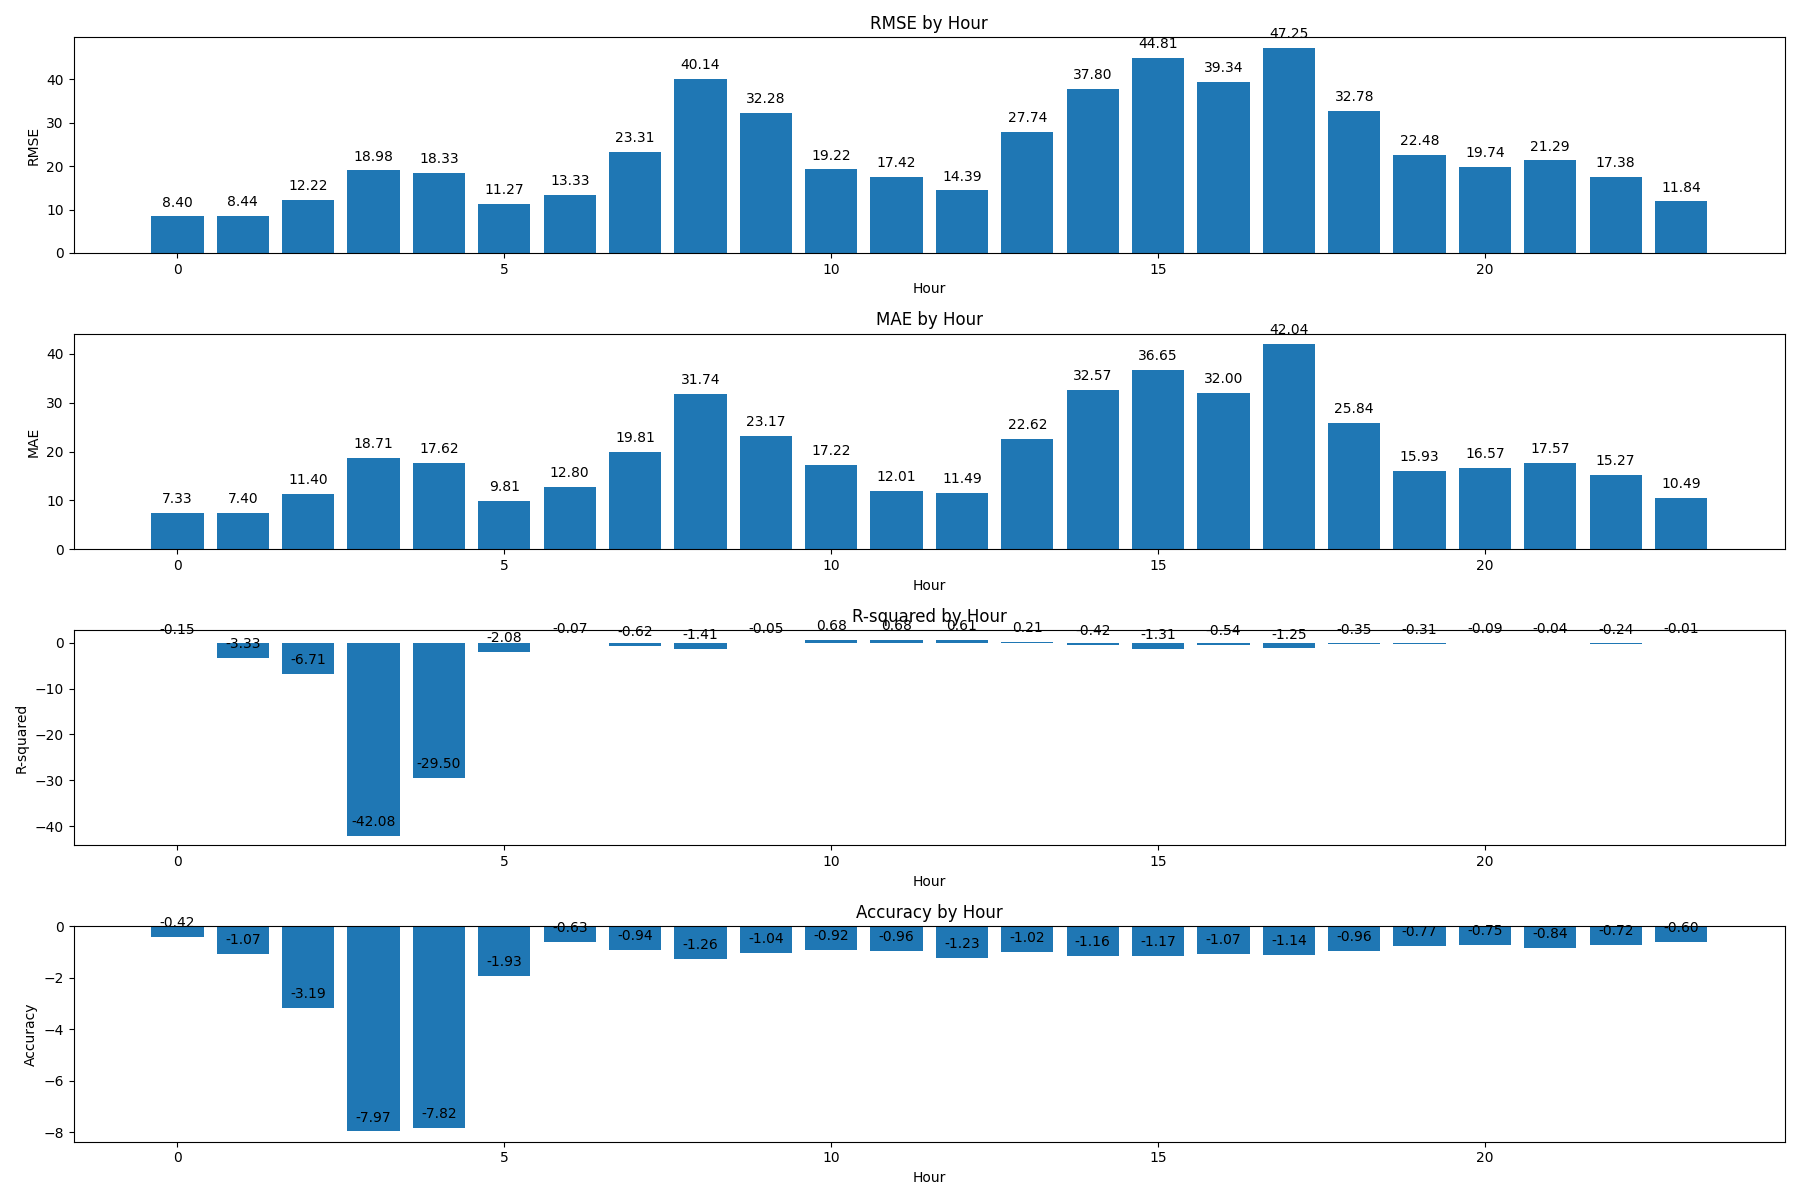 RMSE by Hour
RMSE
40
30
20
10
0
8.40 8.44 12.22 18.98 18.33 11.27 13.33 23.31 40.14 32.28 19.22 17.42 14.39 27.74 37.80 44.81 39.34 47.25 32.78 22.48 19.74 21.29 17.38 11.84
0 5 10 15 20
Hour
MAE by Hour
MAE
40
30
20
10
0
7.33 7.40 11.40 18.71 17.62 9.81 12.80 19.81 31.74 23.17 17.22 12.01 11.49 22.62 32.57 36.65 32.00 42.04 25.84 15.93 16.57 17.57 15.27 10.49
0 5 10 15 20
Hour
R-squared by Hour
R-squared
0
−10
−20
−30
−40
-0.15 -3.33 -6.71 -42.08 -29.50 -2.08 -0.07 -0.62 -1.41 -0.05 0.68 0.68 0.61 0.21 -0.42 -1.31 -0.54 -1.25 -0.35 -0.31 -0.09 -0.04 -0.24 -0.01
0 5 10 15 20
Hour
Accuracy by Hour
Accuracy
0
−2
−4
−6
−8
-0.42 -1.07 -3.19 -7.97 -7.82 -1.93 -0.63 -0.94 -1.26 -1.04 -0.92 -0.96 -1.23 -1.02 -1.16 -1.17 -1.07 -1.14 -0.96 -0.77 -0.75 -0.84 -0.72 -0.60
0 5 10 15 20
Hour